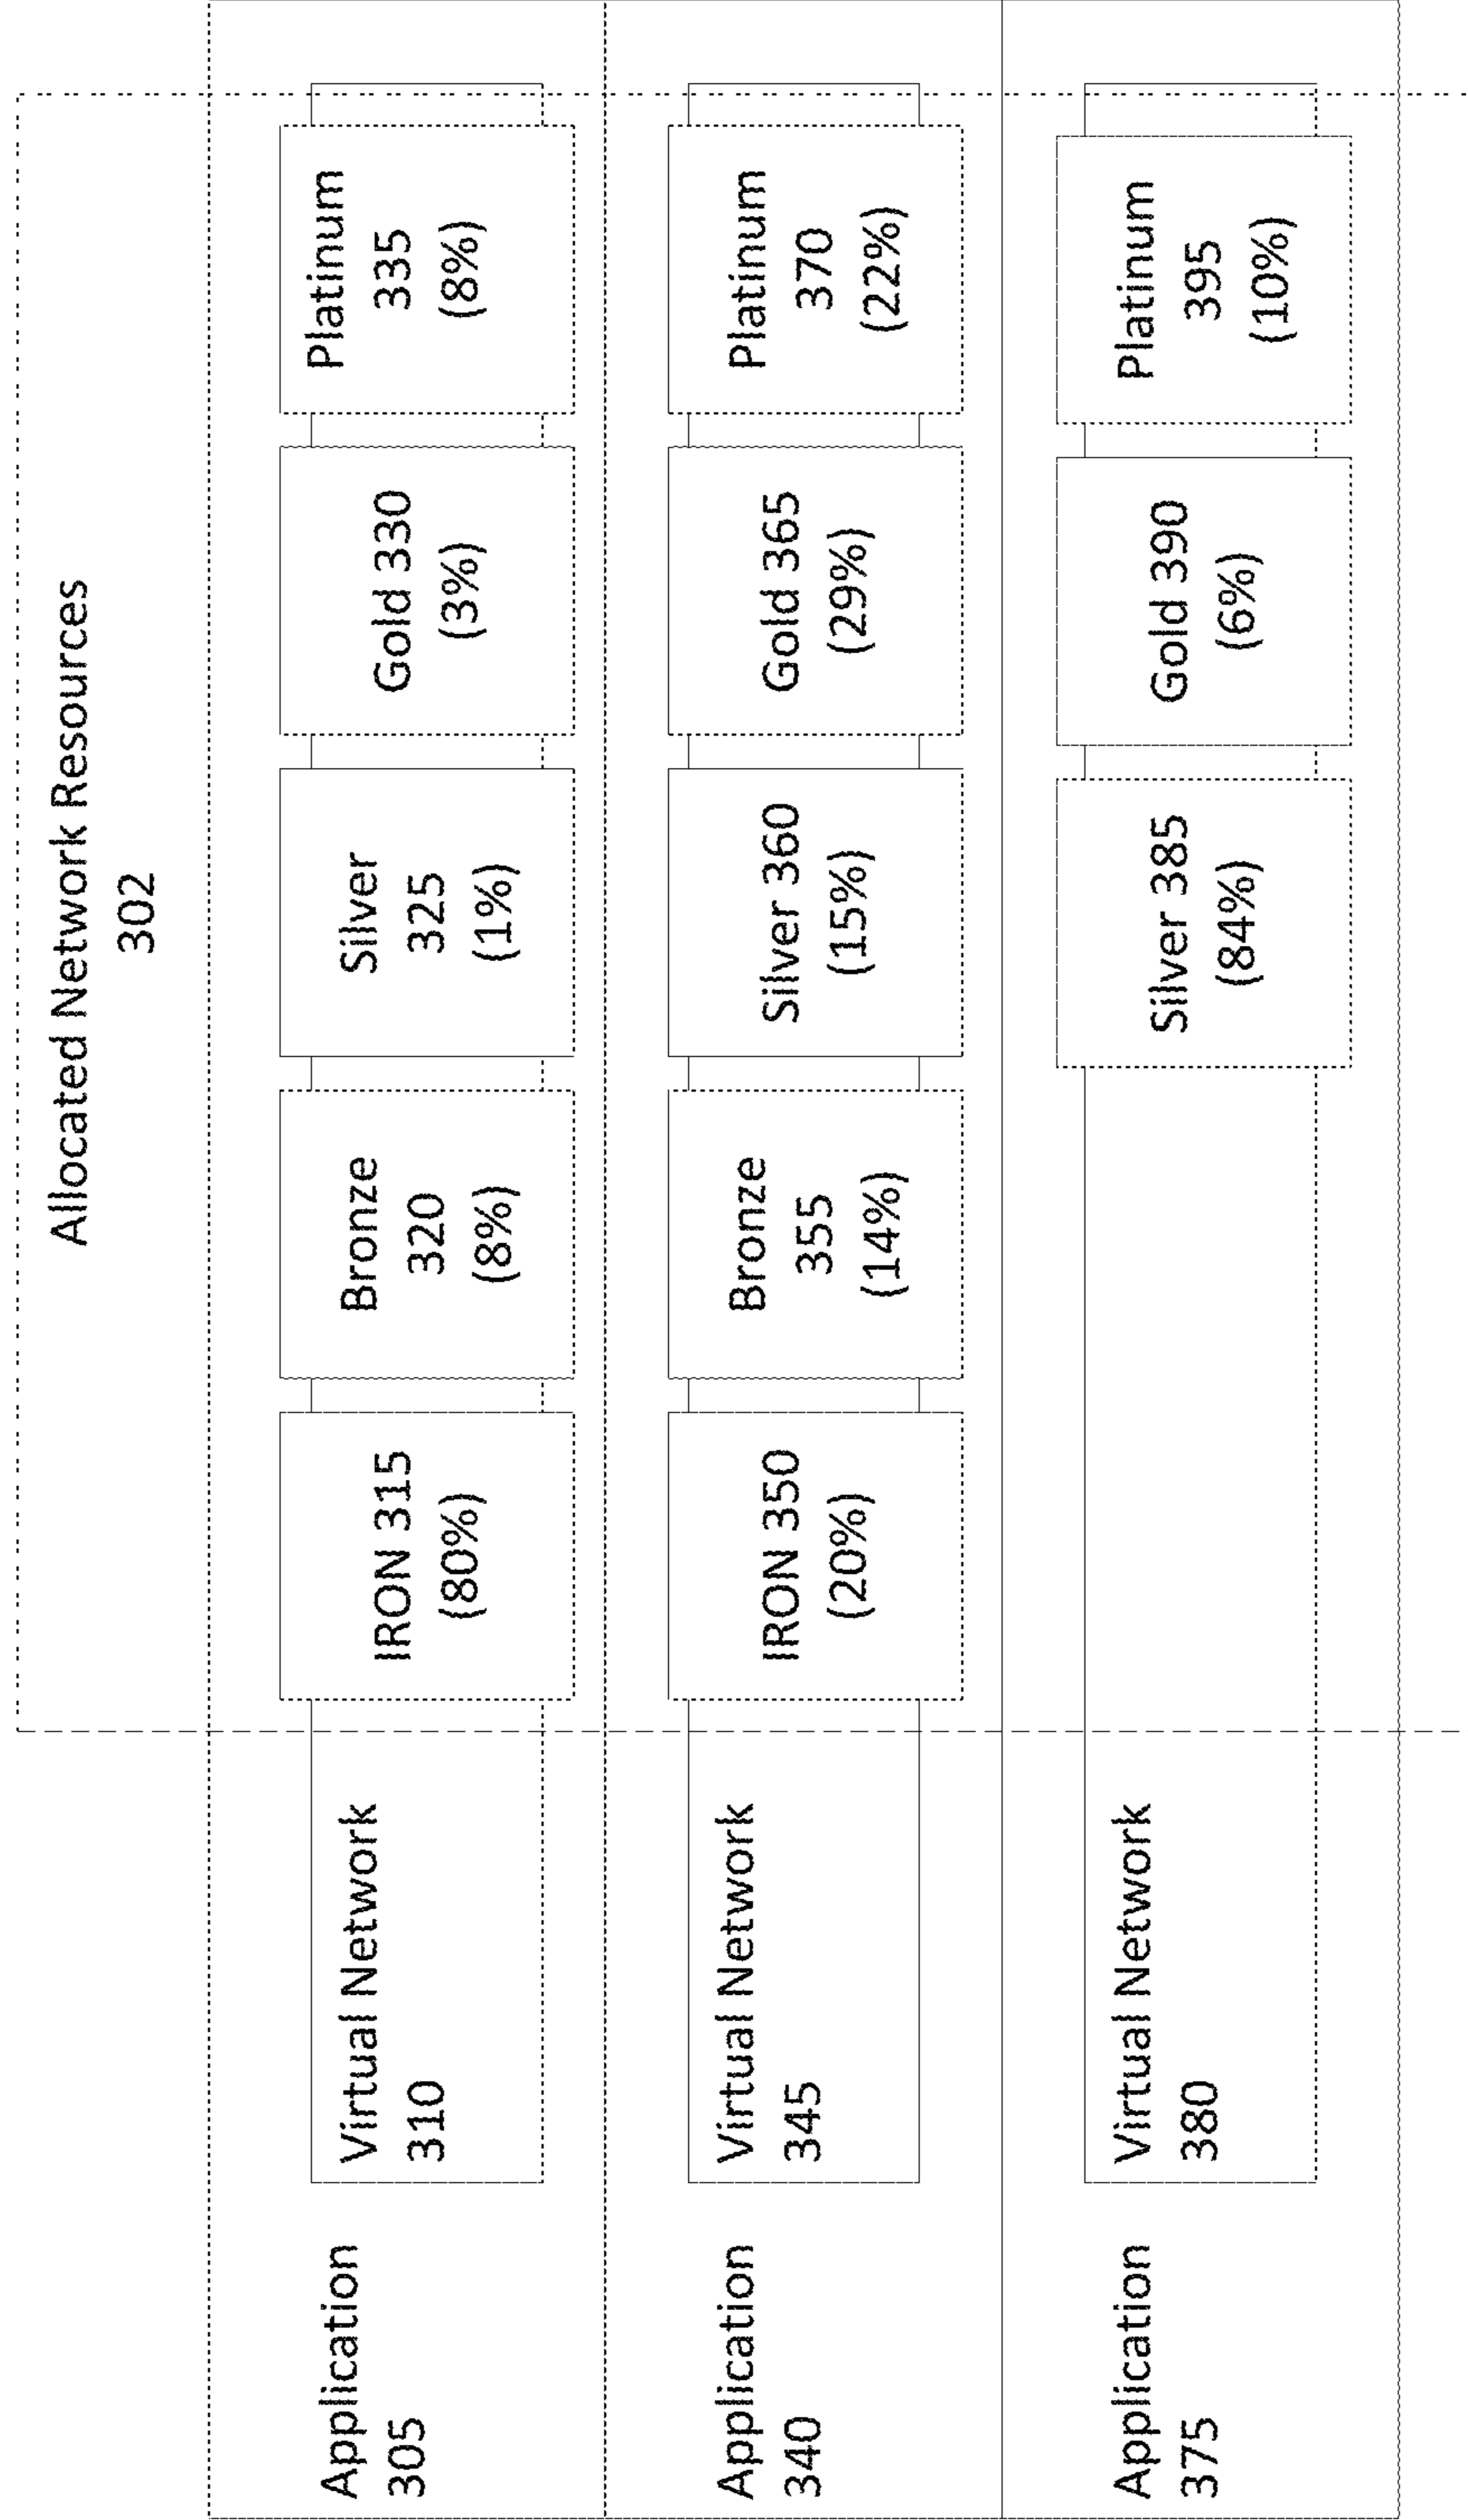 Allocated Network Resources
302
Application
305
Virtual Network
310
IRON 315
(80%)
Bronze
320
(8%)
Silver
325
(1%)
Gold 330
(3%)
Platinum
335
(8%)
Application
340
Virtual Network
345
IRON 350
(20%)
Bronze
355
(14%)
Silver 360
(15%)
Gold 365
(29%)
Platinum
370
(22%)
Application
375
Virtual Network
380
Silver 385
(84%)
Gold 390
(6%)
Platinum
395
(10%)